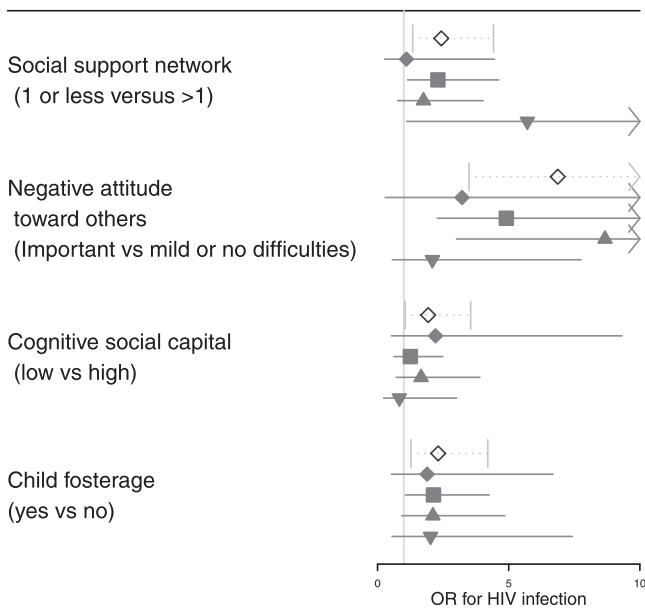 Social support network
(1 or less versus >1)
Negative attitude
toward others
(Important vs mild or no difficulties)
Cognitive social capital
(low vs high)
Child fosterage
(yes vs no)
0 5 10
OR for HIV infection